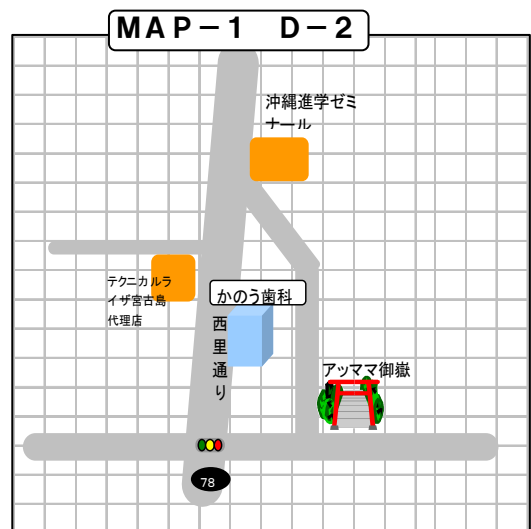 MAP－1　D－2
沖縄進学ゼミ
ナール
テクニカルラ
イザ宮古島
代理店
かのう歯科
西里通り
アッママ御嶽
78